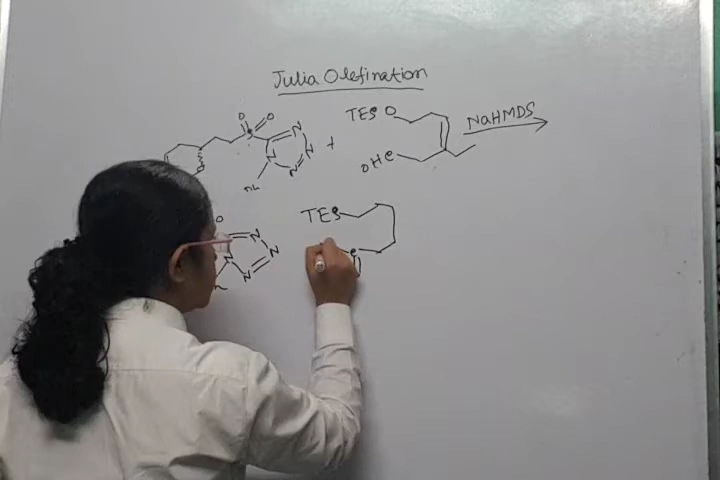 Julia Olefination
O O TES O NaHMDS
S N
N N +
N
OHC
O TES
N
N N
N